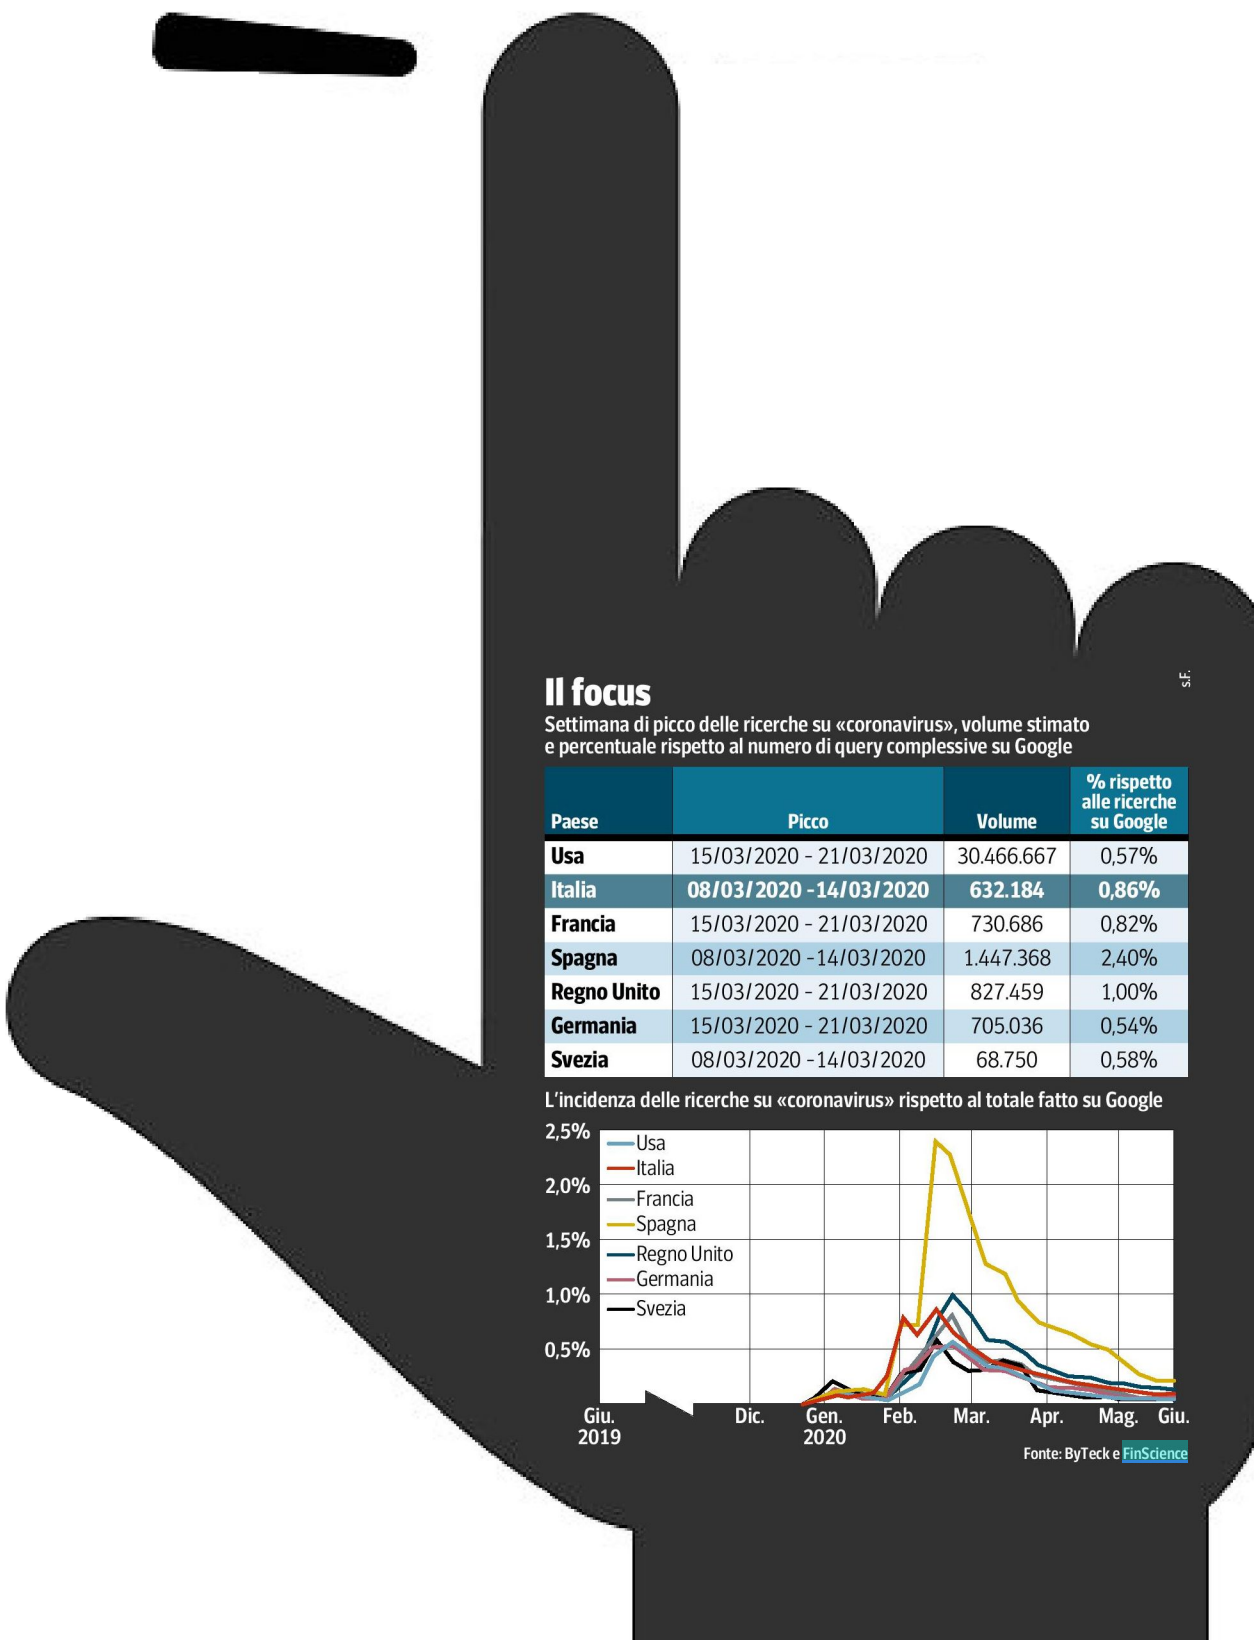 Il focus
s.F.
Settimana di picco delle ricerche su «coronavirus», volume stimato
e percentuale rispetto al numero di query complessive su Google
Paese Picco Volume % rispetto
alle ricerche
su Google
Usa 15/03/2020 - 21/03/2020 30.466.667 0,57%
Italia 08/03/2020 -14/03/2020 632.184 0,86%
Francia 15/03/2020 - 21/03/2020 730.686 0,82%
Spagna 08/03/2020 -14/03/2020 1.447.368 2,40%
Regno Unito 15/03/2020 - 21/03/2020 827.459 1,00%
Germania 15/03/2020 - 21/03/2020 705.036 0,54%
Svezia 08/03/2020 -14/03/2020 68.750 0,58%
L'incidenza delle ricerche su «coronavirus» rispetto al totale fatto su Google
2,5%
2,0%
1,5%
1,0%
0,5%
Usa
Italia
Francia
Spagna
Regno Unito
Germania
Svezia
Giu. Dic. Gen. Feb. Mar. Apr. Mag. Giu.
2019 2020
Fonte: ByTeck e FinScience